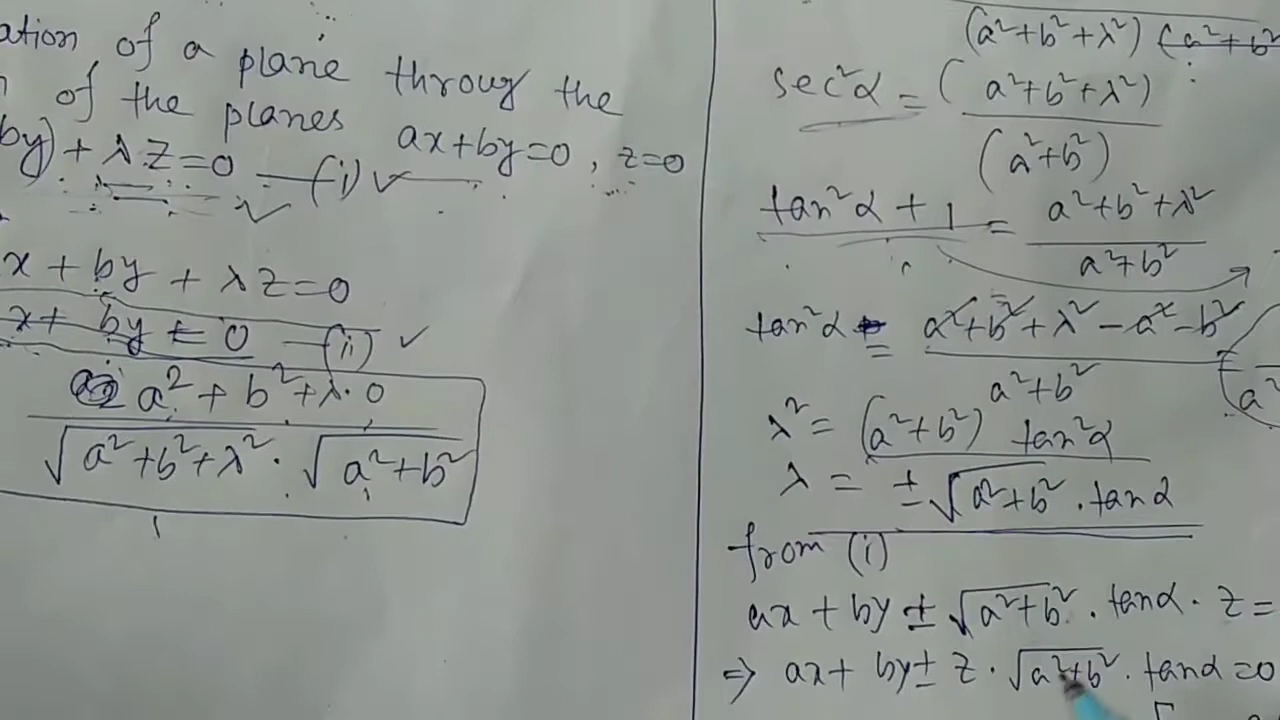 ation of a plane throug the
n of the planes ax+by=0, z=0
by) + λ.z=0 —(i) ✓
x + by + λz=0
x+ by = 0 —(ii) ✓
a² + b² + λ·0
√a²+b²+λ² · √a²+b²
(a²+b²+λ²) (a²+b²
sec²α = (a²+b²+λ²)
(a²+b²)
tan²α + 1 = a²+b²+λ²
a²+b²
tan²α = a²+b²+λ²-a²-b²
a²+b²
a²
λ² = (a²+b²) tan²α
λ = ±√a²+b² . tanα
from (i)
ax + by ± √a²+b² . tanα . z =
⇒ ax + by ± z . √a²+b² . tanα =0